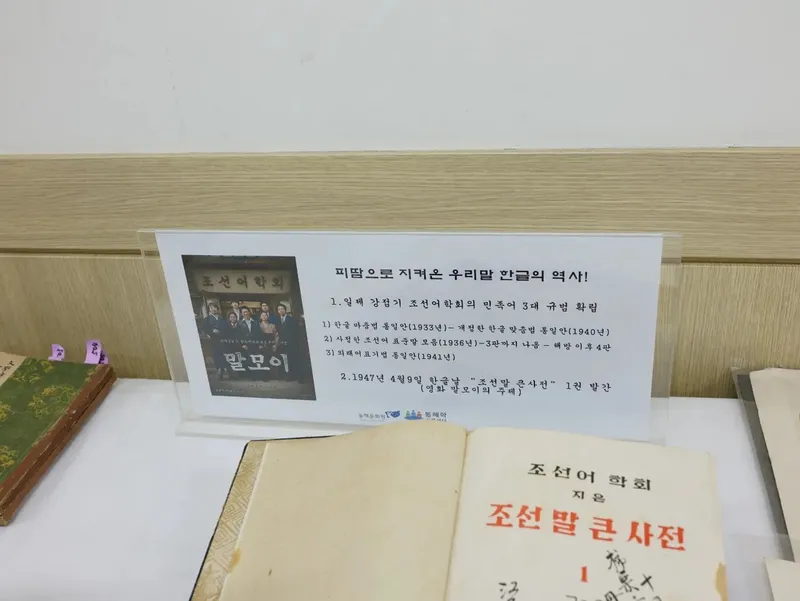 피땀으로 지켜온 우리말 한글의 역사!
1.일제 강점기 조선어학회의 민족어 3대 규범 확립
1) 한글 마춤법 통일안(1933년)- 개정한 한글 맞춤법 통일안(1940년)
2) 사정한 조선어 표준말 모음(1936년)-3판까지 나옴 - 해방 이후 4판
3) 외래어표기법 통일안(1941년)
2.1947년 4월9일 한글날 "조선말 큰사전" 1권 발간
(영화 말모이의 주제)
조선어학회
말모이
동해문화원
조선어 학회
지은
조선 말 큰 사전
1